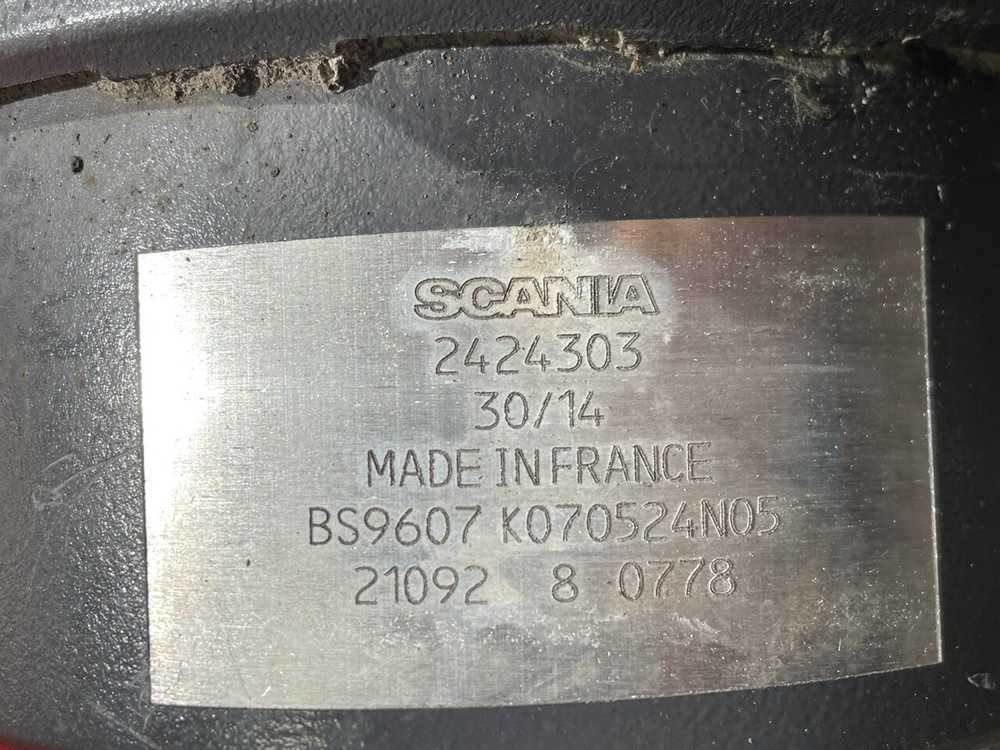 SCANIA
2424303
30/14
MADE IN FRANCE
BS9607 K070524N05
21092 8 0778